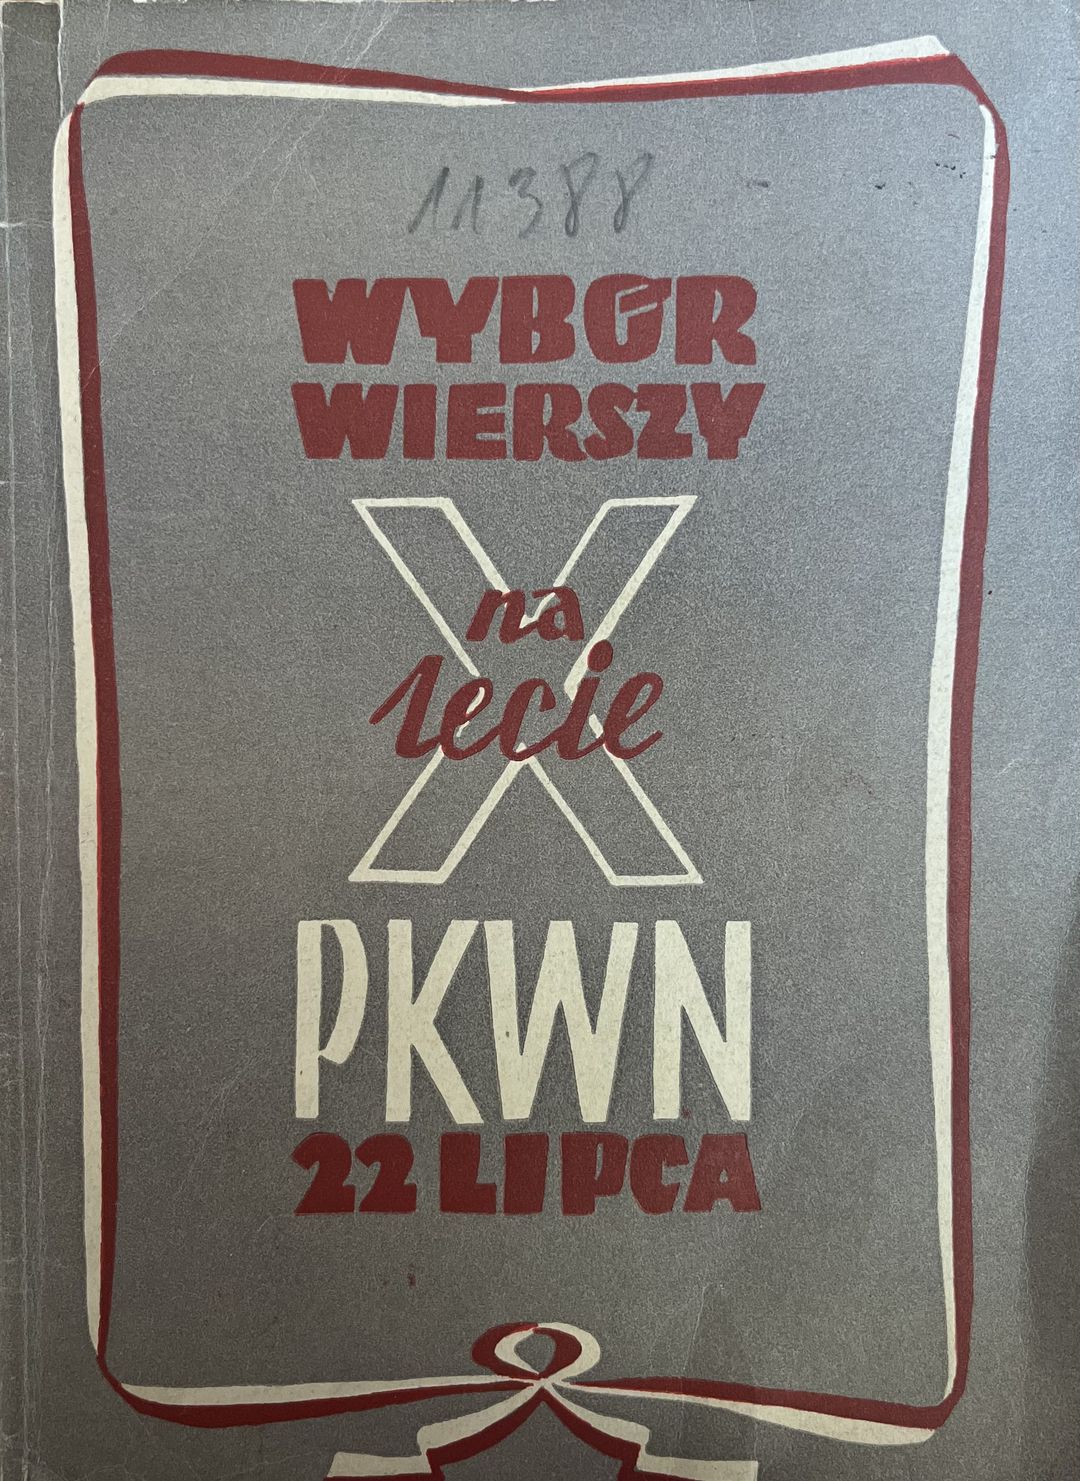 11388
WYBÓR
WIERSZY
na X
lecie
PKWN
22 LIPCA